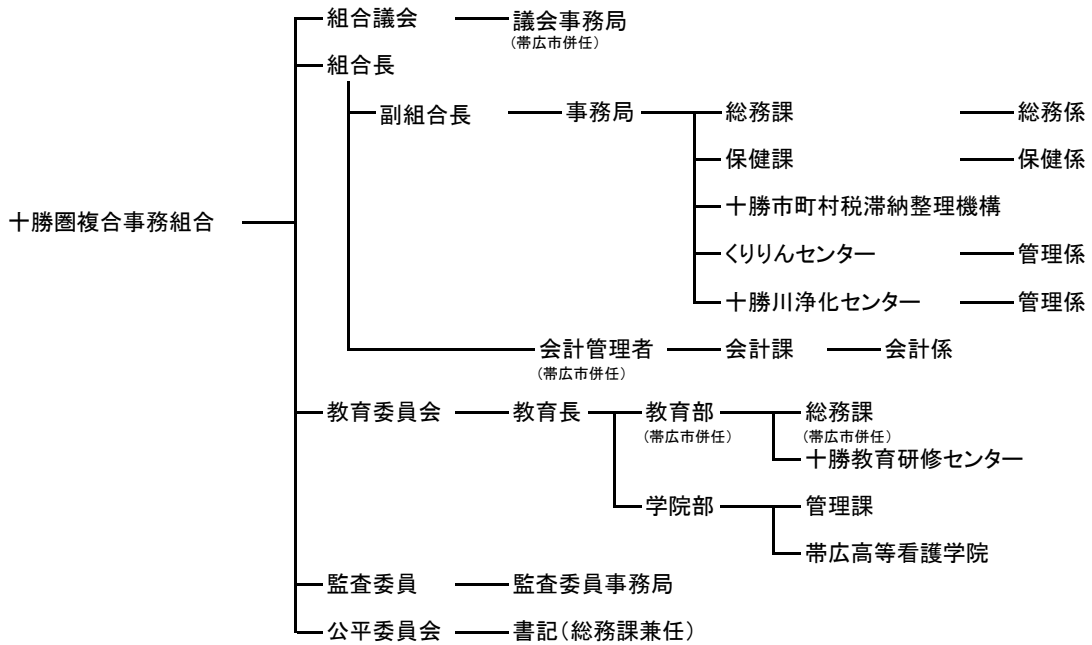 組合議会 議会事務局
(帯広市併任)
組合長
副組合長 事務局 総務課 総務係
保健課 保健係
十勝圏複合事務組合 十勝市町村税滞納整理機構
くりりんセンター 管理係
十勝川浄化センター 管理係
会計管理者 会計課 会計係
(帯広市併任)
教育委員会 教育長 教育部 総務課
(帯広市併任) (帯広市併任)
十勝教育研修センター
学院部 管理課
帯広高等看護学院
監査委員 監査委員事務局
公平委員会 書記(総務課兼任)